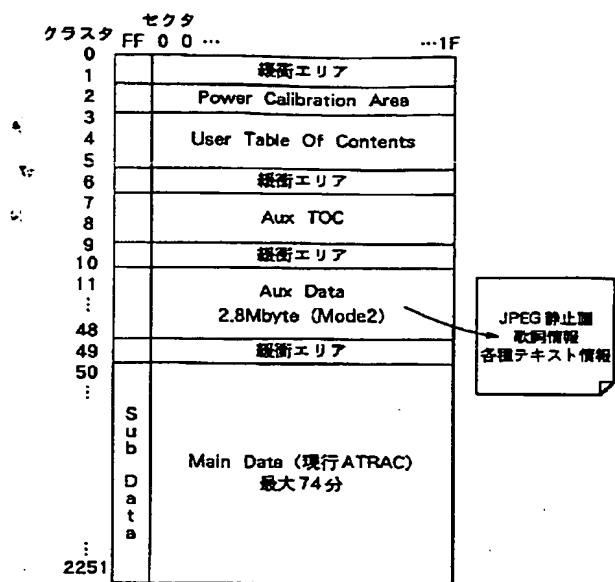 セクタ
クラスタ FF 0 0 … …1F
0
1 緩衝エリア
2 Power Calibration Area
3
4 User Table Of Contents
5
6 緩衝エリア
7
8 Aux TOC
9
10 緩衝エリア
11 Aux Data
⋮ 2.8Mbyte (Mode2)
48
49 緩衝エリア
50
⋮
Sub Data
Main Data (現行ATRAC)
最大74分
⋮
2251
JPEG 静止画
歌詞情報
各種テキスト情報